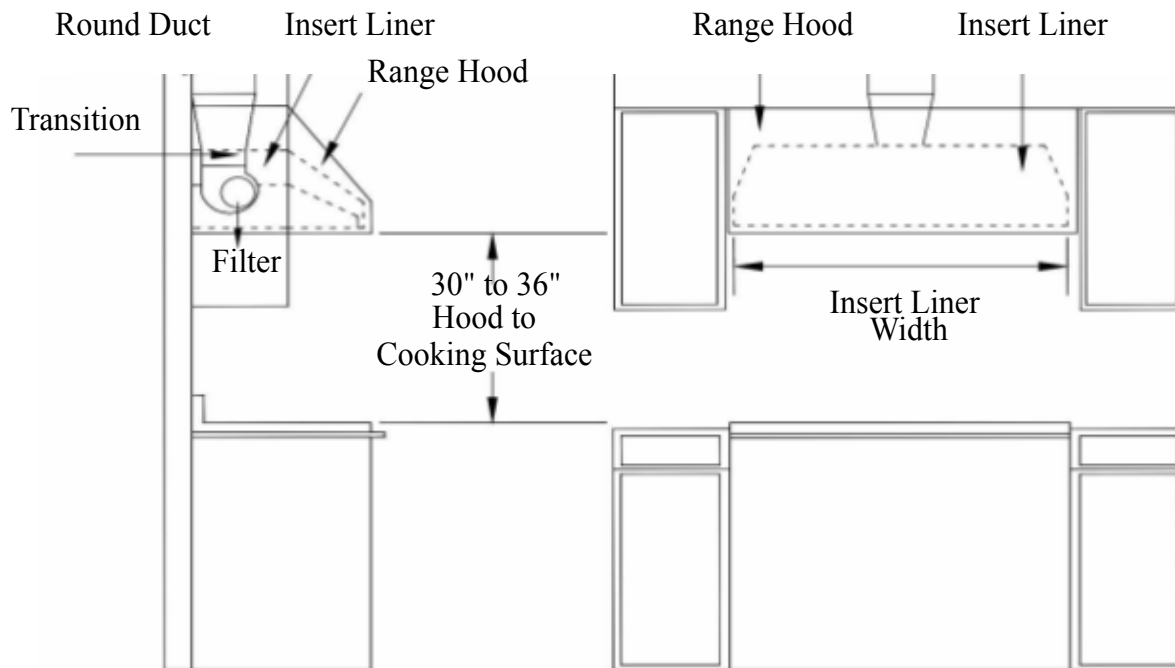 Round Duct
Insert Liner
Range Hood
Insert Liner
Range Hood
Transition
Filter
30" to 36"
Hood to
Cooking Surface
Insert Liner
Width